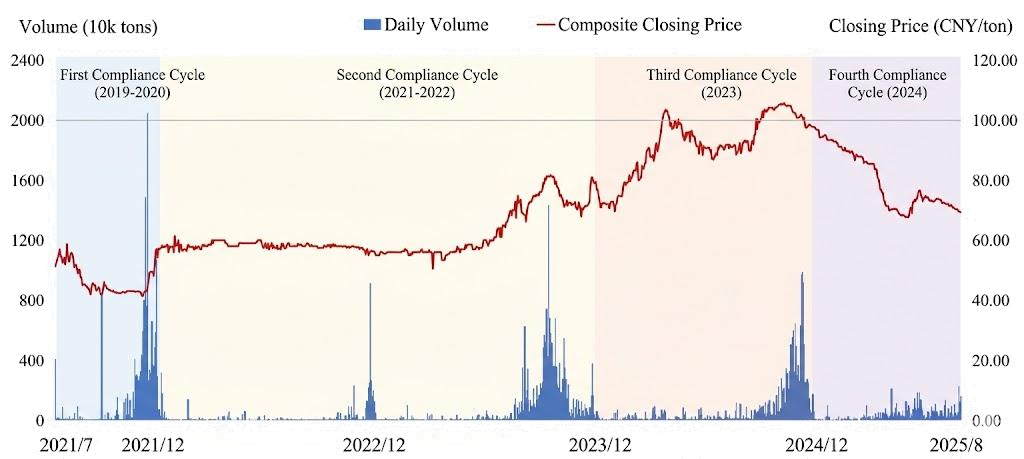 Volume (10k tons)
Daily Volume
Composite Closing Price
Closing Price (CNY/ton)
2400
2000
1600
1200
800
400
0
First Compliance Cycle
(2019-2020)
Second Compliance Cycle
(2021-2022)
Third Compliance Cycle
(2023)
Fourth Compliance
Cycle (2024)
120.00
100.00
80.00
60.00
40.00
20.00
0.00
2021/7
2021/12
2022/12
2023/12
2024/12
2025/8